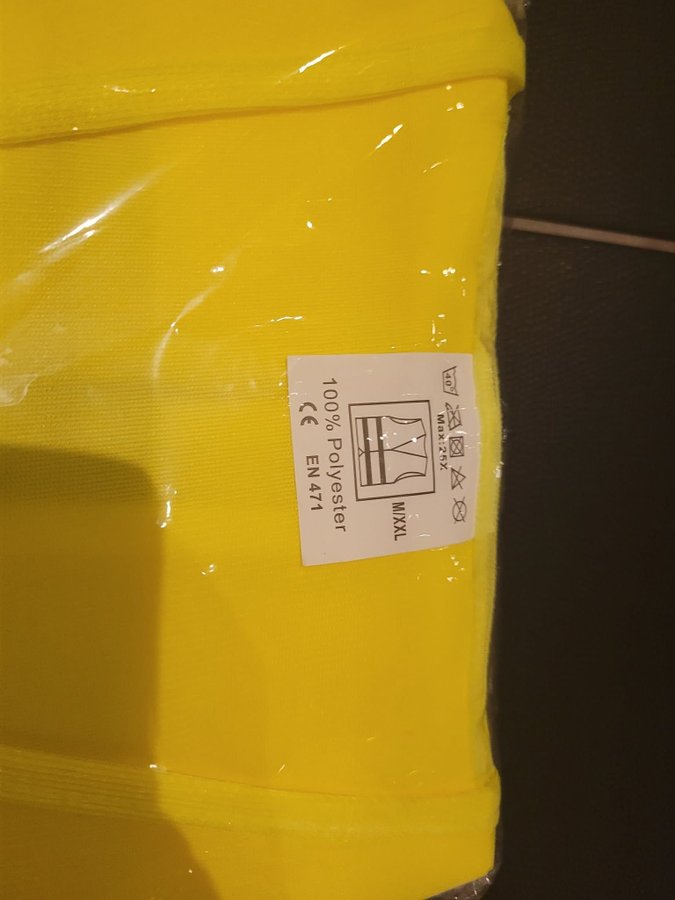 40°
Max:25X
M/XXL
100% Polyester
CE EN 471